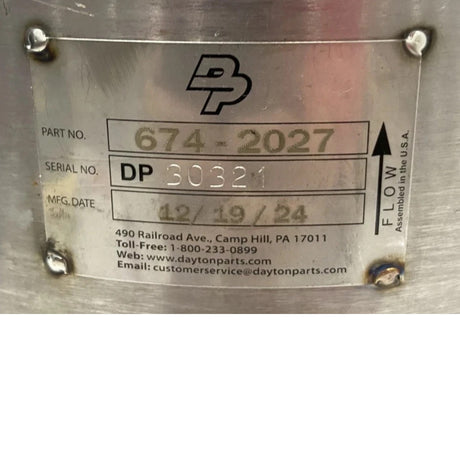 DP
PART NO. 674-2027
SERIAL NO. DP 30321
MFG. DATE 12/19/24
490 Railroad Ave., Camp Hill, PA 17011
Toll-Free: 1-800-233-0899
Web: www.daytonparts.com
Email: customerservice@daytonparts.com
FLOW
Assembled in the U.S.A.